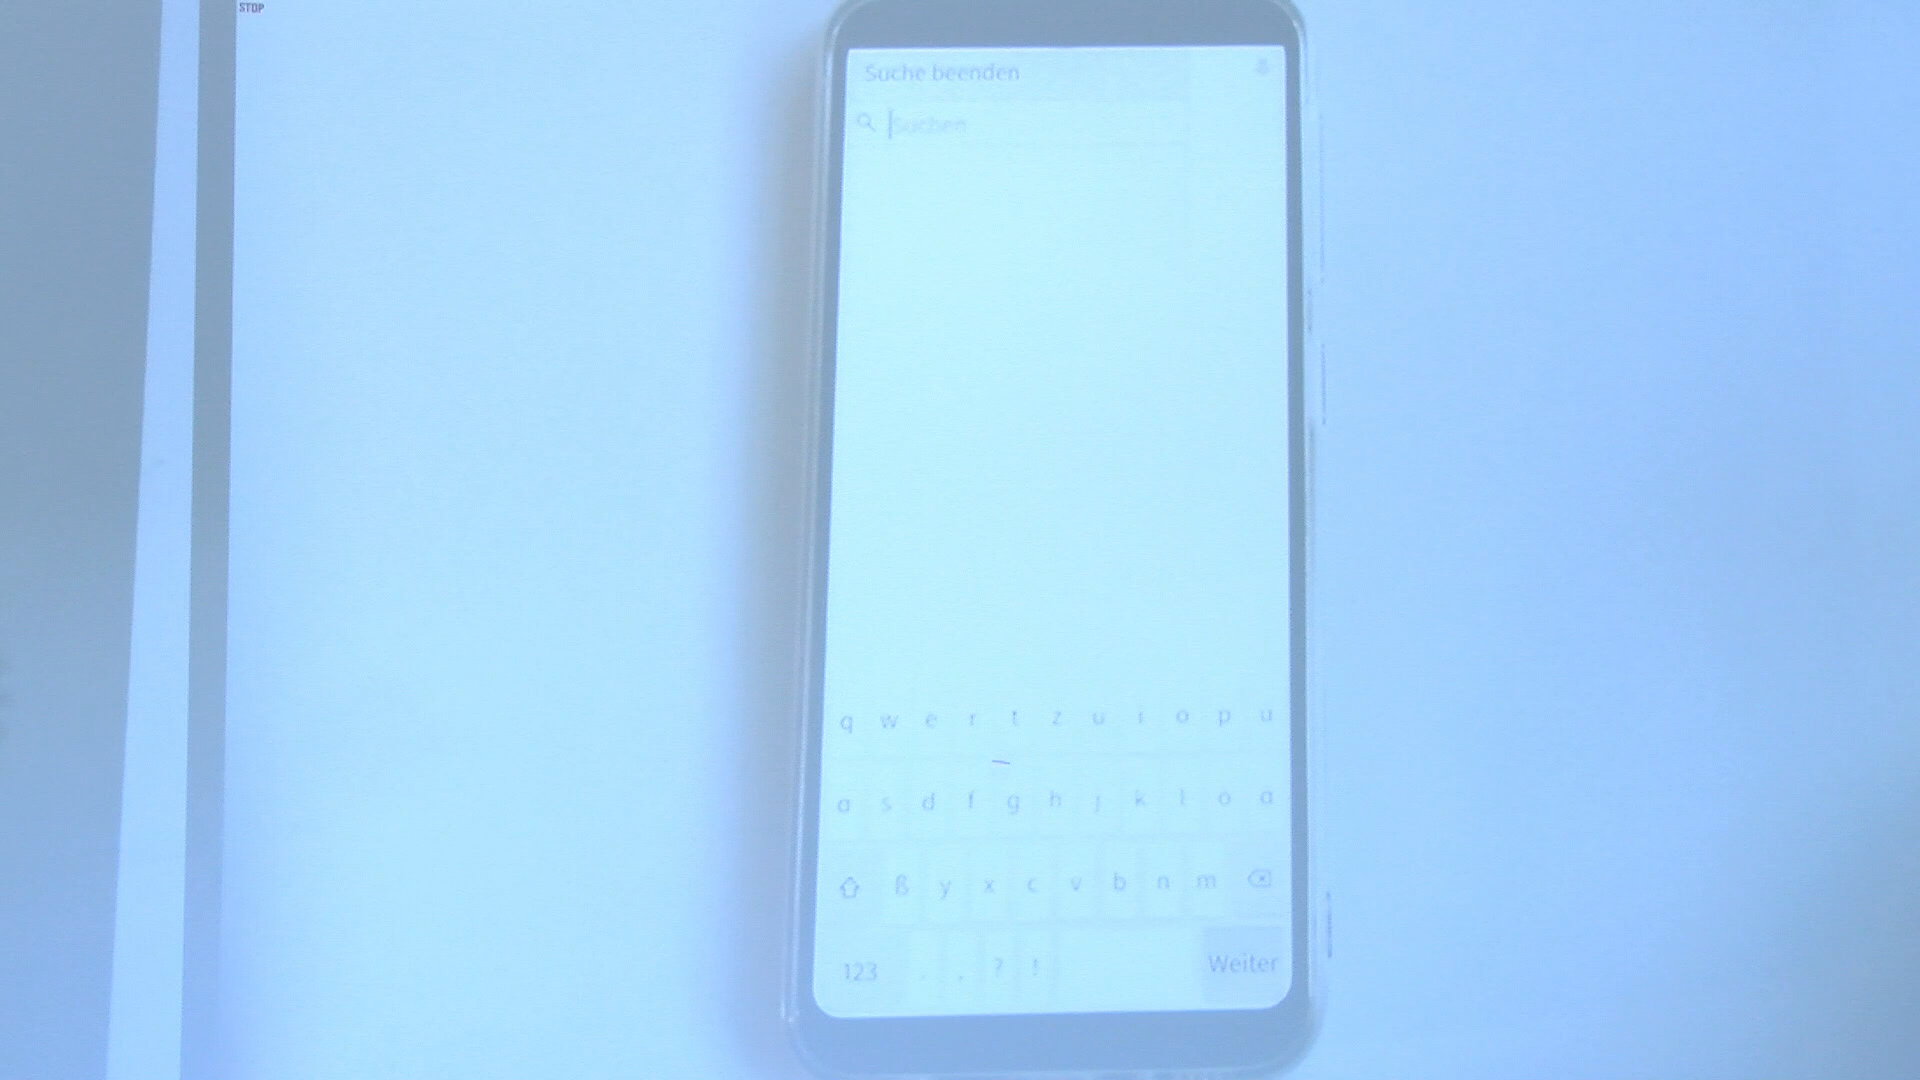 STOP
Suche beenden
Suchen
q w e r t z u i o p ü
a s d f g h j k l ö ä
ß y x c v b n m
123 , . ? ! Weiter